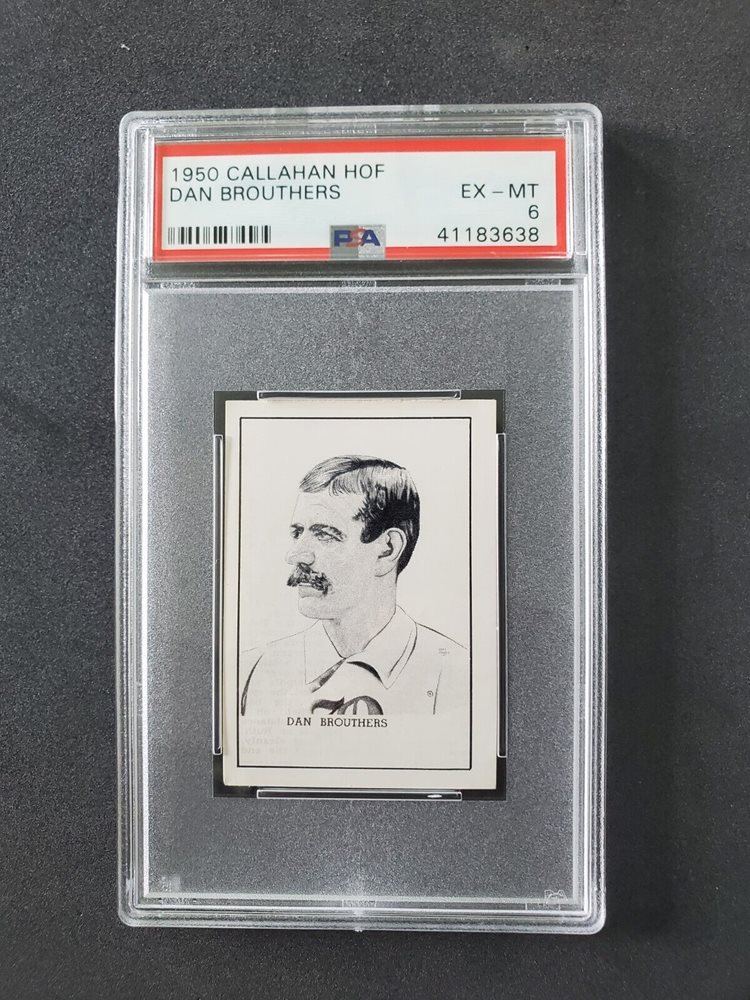 1950 CALLAHAN HOF
DAN BROUTHERS
EX - MT
6
PSA
41183638
DAN BROUTHERS